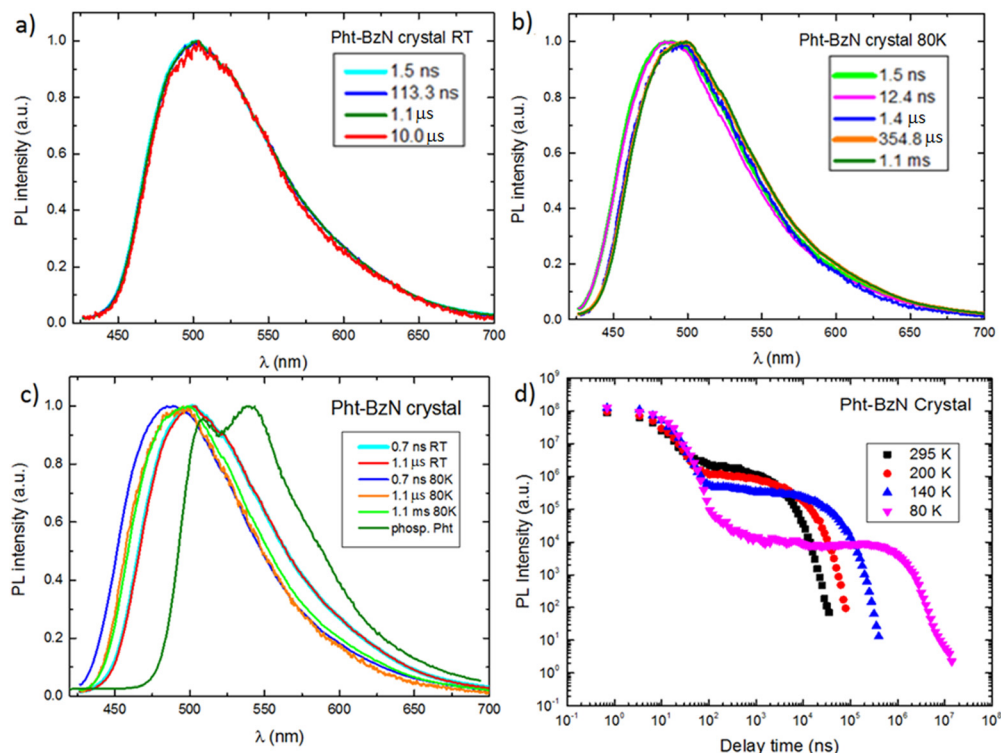 a)
Pht-BzN crystal RT
1.5 ns
113.3 ns
1.1 μs
10.0 μs
PL intensity (a.u.)
1.0
0.8
0.6
0.4
0.2
0.0
450 500 550 600 650 700
λ (nm)
b)
Pht-BzN crystal 80K
1.5 ns
12.4 ns
1.4 μs
354.8 μs
1.1 ms
PL intensity (a.u.)
1.0
0.8
0.6
0.4
0.2
0.0
450 500 550 600 650 700
λ (nm)
c)
Pht-BzN crystal
0.7 ns RT
1.1 μs RT
0.7 ns 80K
1.1 μs 80K
1.1 ms 80K
phosp. Pht
PL intensity (a.u.)
1.0
0.8
0.6
0.4
0.2
0.0
450 500 550 600 650 700
λ (nm)
d)
Pht-BzN Crystal
295 K
200 K
140 K
80 K
PL Intensity (a.u.)
10⁹
10⁸
10⁷
10⁶
10⁵
10⁴
10³
10²
10¹
10⁰
10⁻¹
10⁻¹ 10⁰ 10¹ 10² 10³ 10⁴ 10⁵ 10⁶ 10⁷ 10⁸
Delay time (ns)